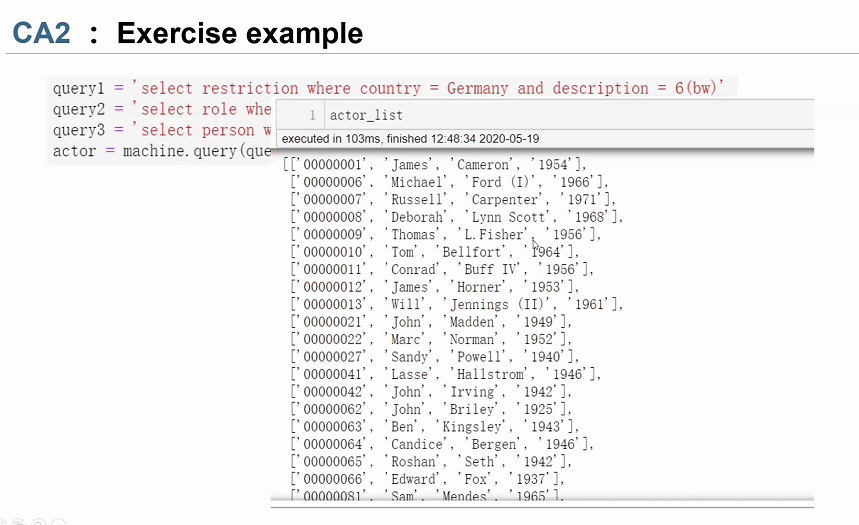 CA2 : Exercise example
query1 = 'select restriction where country = Germany and description = 6(bw)'
query2 = 'select role whe
query3 = 'select person w
actor = machine.query(que
1 actor_list
executed in 103ms, finished 12:48:34 2020-05-19
[['00000001', 'James', 'Cameron', '1954'],
['00000006', 'Michael', 'Ford (I)', '1966'],
['00000007', 'Russell', 'Carpenter', '1971'],
['00000008', 'Deborah', 'Lynn Scott', '1968'],
['00000009', 'Thomas', 'L.Fisher', '1956'],
['00000010', 'Tom', 'Bellfort', '1964'],
['00000011', 'Conrad', 'Buff IV', '1956'],
['00000012', 'James', 'Horner', '1953'],
['00000013', 'Will', 'Jennings (II)', '1961'],
['00000021', 'John', 'Madden', '1949'],
['00000022', 'Marc', 'Norman', '1952'],
['00000027', 'Sandy', 'Powell', '1940'],
['00000041', 'Lasse', 'Hallstrom', '1946'],
['00000042', 'John', 'Irving', '1942'],
['00000062', 'John', 'Briley', '1925'],
['00000063', 'Ben', 'Kingsley', '1943'],
['00000064', 'Candice', 'Bergen', '1946'],
['00000065', 'Roshan', 'Seth', '1942'],
['00000066', 'Edward', 'Fox', '1937'],
['00000081', 'Sam', 'Mendes', '1965'],